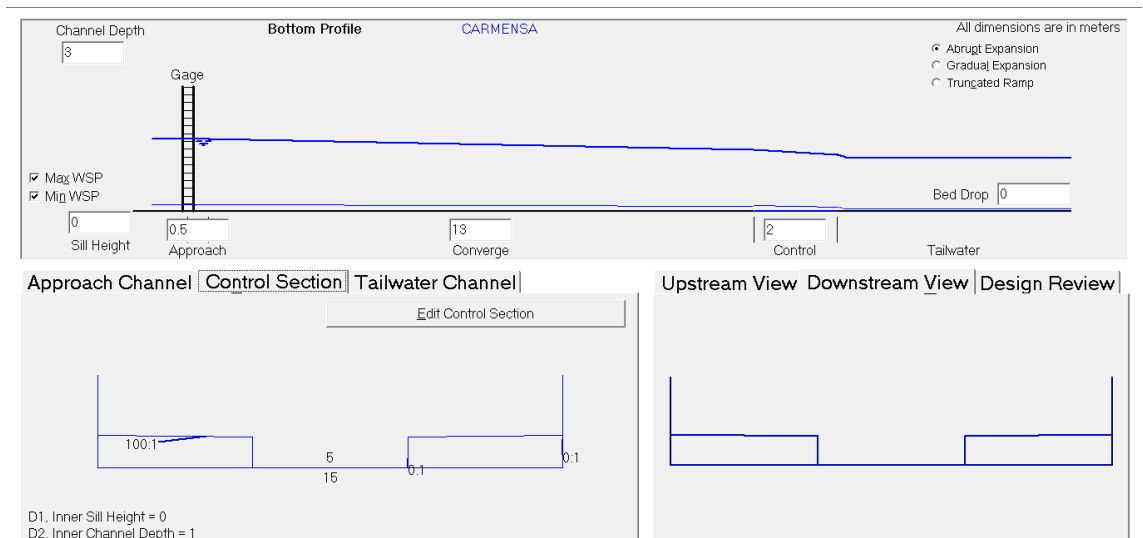 Channel Depth
Bottom Profile
CARMENSA
All dimensions are in meters
3
Abrupt Expansion
Gradual Expansion
Truncated Ramp
Gage
Max WSP
Min WSP
Bed Drop 0
0
0.5
13
2
Sill Height
Approach
Converge
Control
Tailwater
Approach Channel Control Section Tailwater Channel
Upstream View Downstream View Design Review
Edit Control Section
100:1
5
15
0:1
0:1
D1, Inner Sill Height = 0
D2, Inner Channel Depth = 1